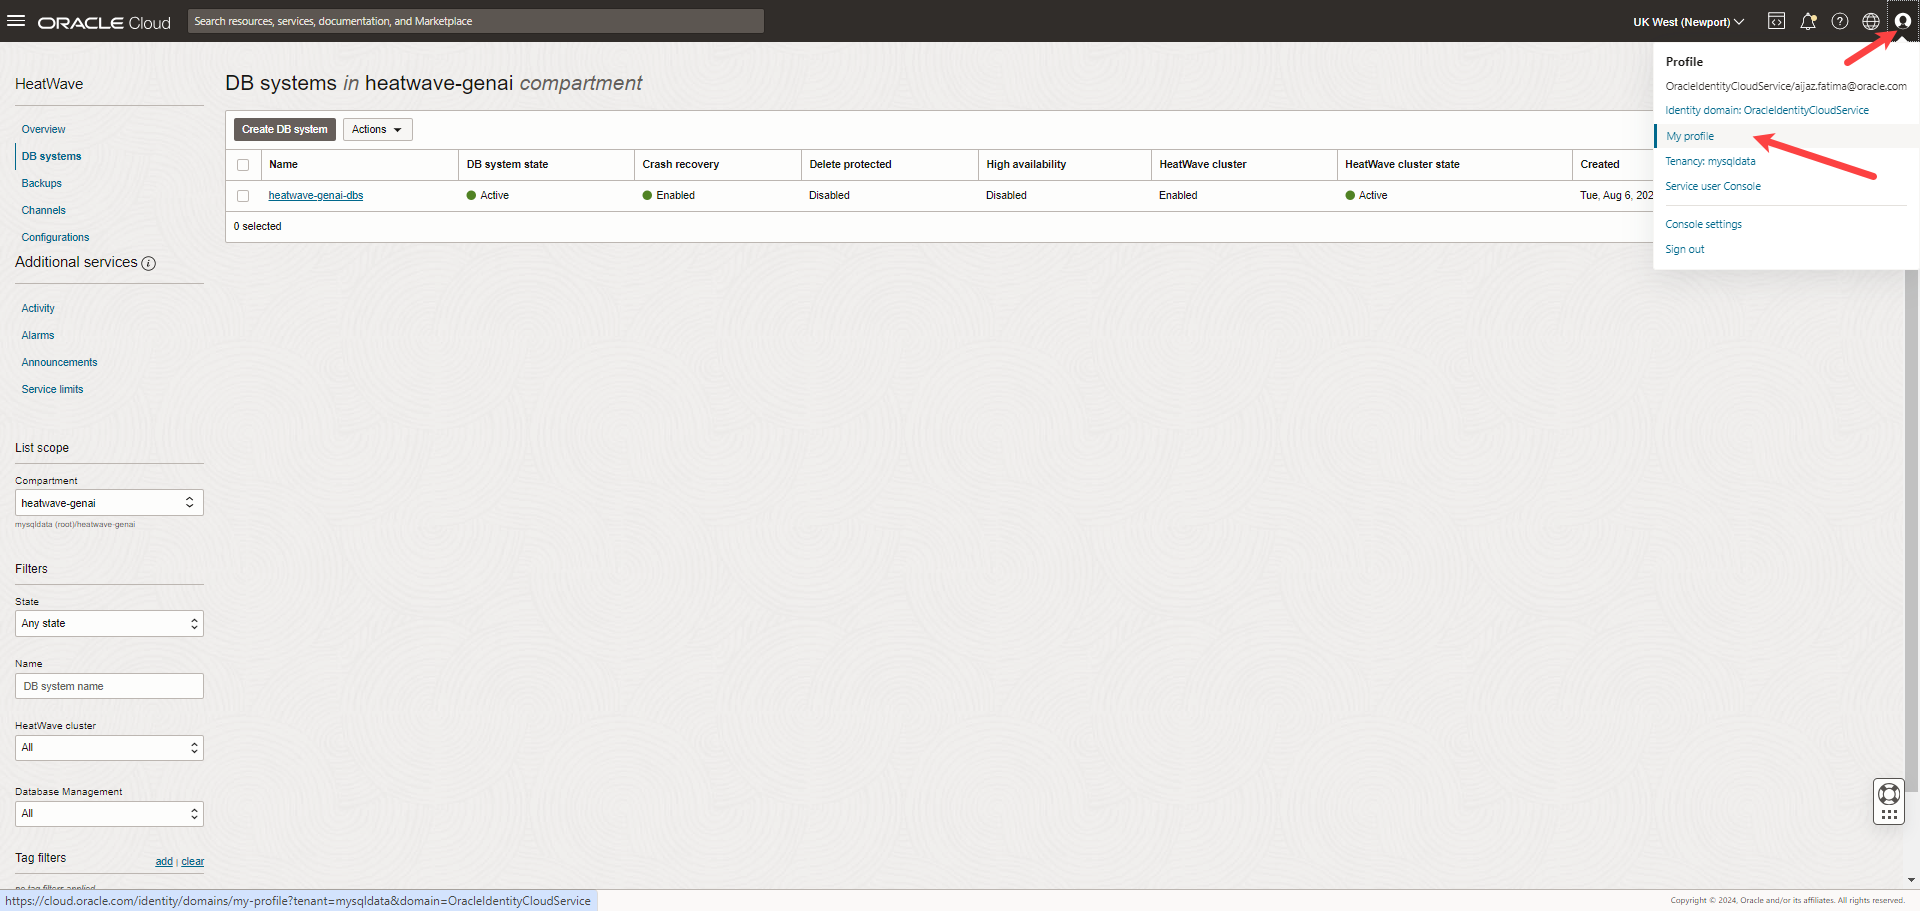 ORACLE Cloud
Search resources, services, documentation, and Marketplace
UK West (Newport)
Profile
OracleIdentityCloudService/aijaz.fatima@oracle.com
Identity domain: OracleIdentityCloudService
My profile
Tenancy: mysqldata
Service user Console
Console settings
Sign out
HeatWave
Overview
DB systems
Backups
Channels
Configurations
Additional services
Activity
Alarms
Announcements
Service limits
List scope
Compartment
heatwave-genai
mysqldata (root)/heatwave-genai
Filters
State
Any state
Name
DB system name
HeatWave cluster
All
Database Management
All
Tag filters
add | clear
no tag filters applied
DB systems in heatwave-genai compartment
Create DB system Actions
Name DB system state Crash recovery Delete protected High availability HeatWave cluster HeatWave cluster state Created
heatwave-genai-dbs Active Enabled Disabled Disabled Enabled Active Tue, Aug 6, 202
0 selected
https://cloud.oracle.com/identity/domains/my-profile?tenant=mysqldata&domain=OracleIdentityCloudService
Copyright © 2024, Oracle and/or its affiliates. All rights reserved.